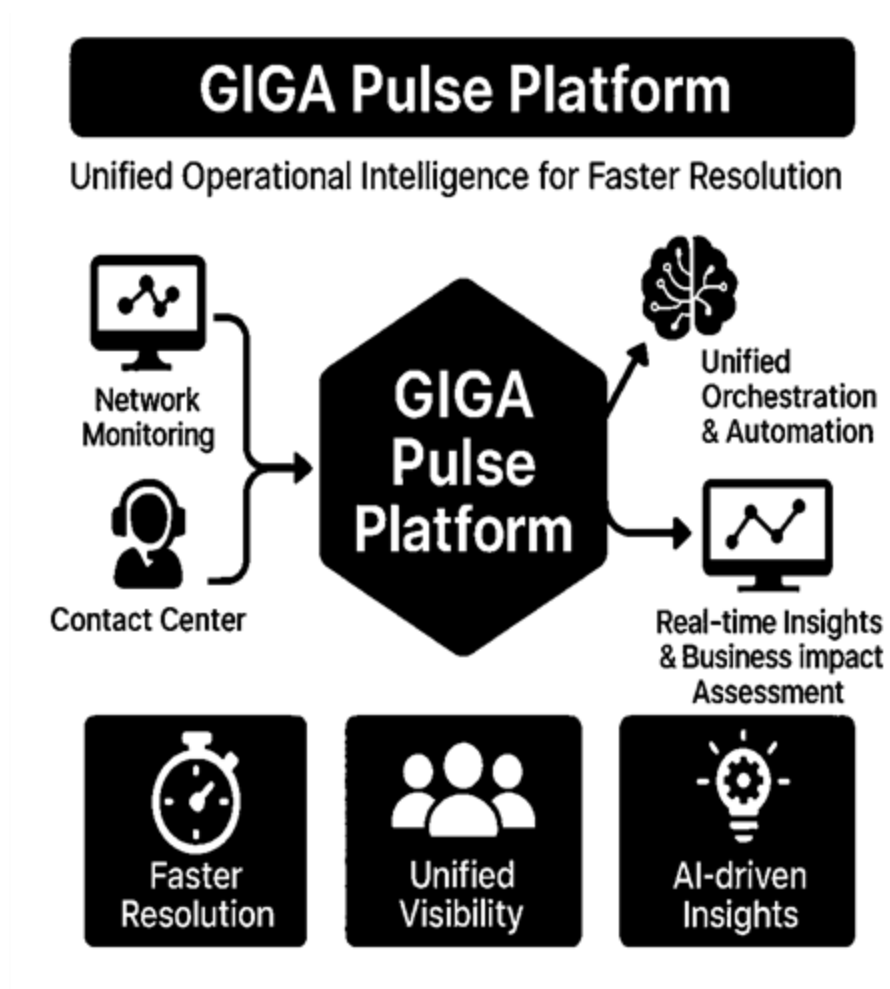 GIGA Pulse Platform
Unified Operational Intelligence for Faster Resolution
Network
Monitoring
Contact Center
GIGA
Pulse
Platform
Unified
Orchestration
& Automation
Real-time Insights
& Business impact
Assessment
Faster
Resolution
Unified
Visibility
AI-driven
Insights